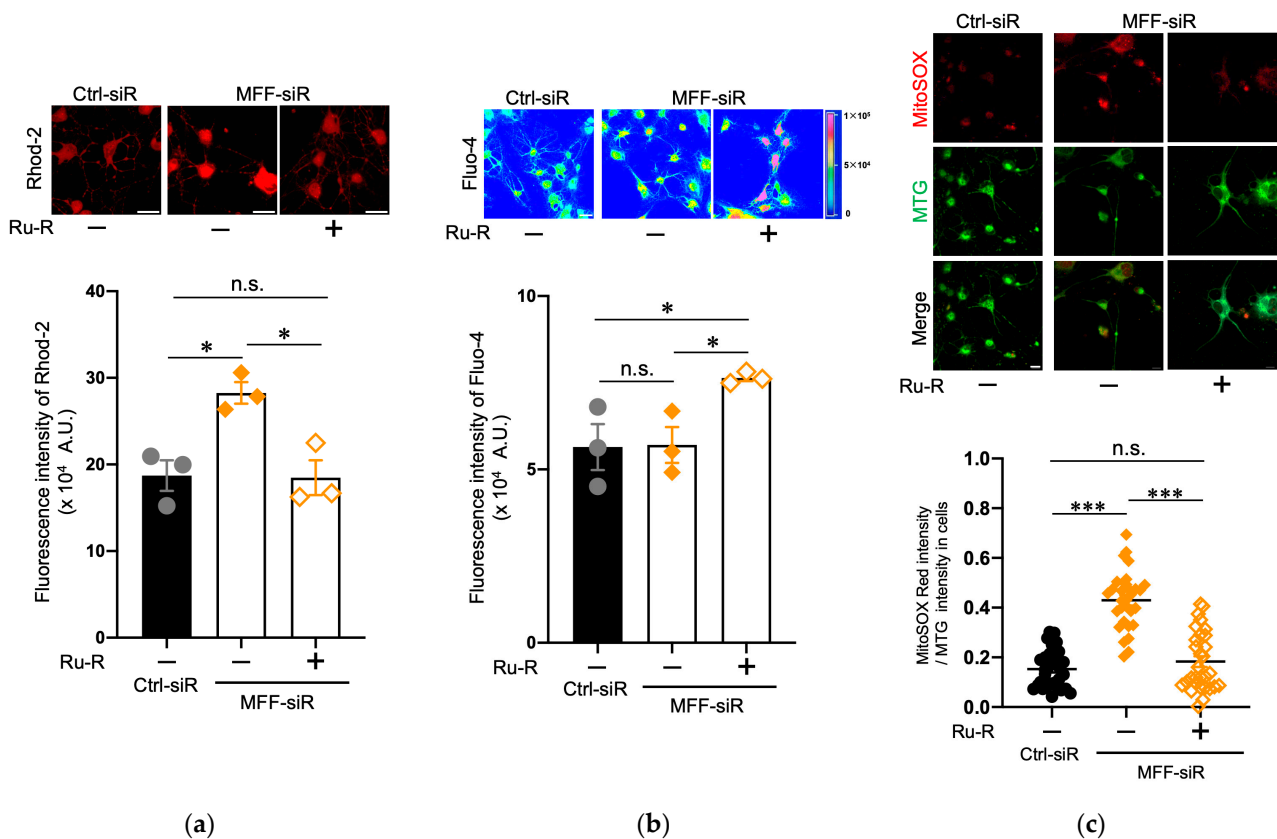 Ctrl-siR MFF-siR
Rhod-2
Ru-R − − +
Fluorescence intensity of Rhod-2
(x 10⁴ A.U.)
40
30
20
10
0
n.s.
* *
Ru-R − − +
Ctrl-siR
MFF-siR
(a)
Ctrl-siR MFF-siR
Fluo-4
1×10⁵
5×10⁴
0
Ru-R − − +
Fluorescence intensity of Fluo-4
(x 10⁴ A.U.)
10
5
0
*
*
n.s.
Ru-R − − +
Ctrl-siR
MFF-siR
(b)
Ctrl-siR MFF-siR
MitoSOX
MTG
Merge
Ru-R − − +
MitoSOX Red intensity
/ MTG intensity in cells
1.0
0.8
0.6
0.4
0.2
0.0
n.s.
*** ***
Ru-R − − +
Ctrl-siR
MFF-siR
(c)